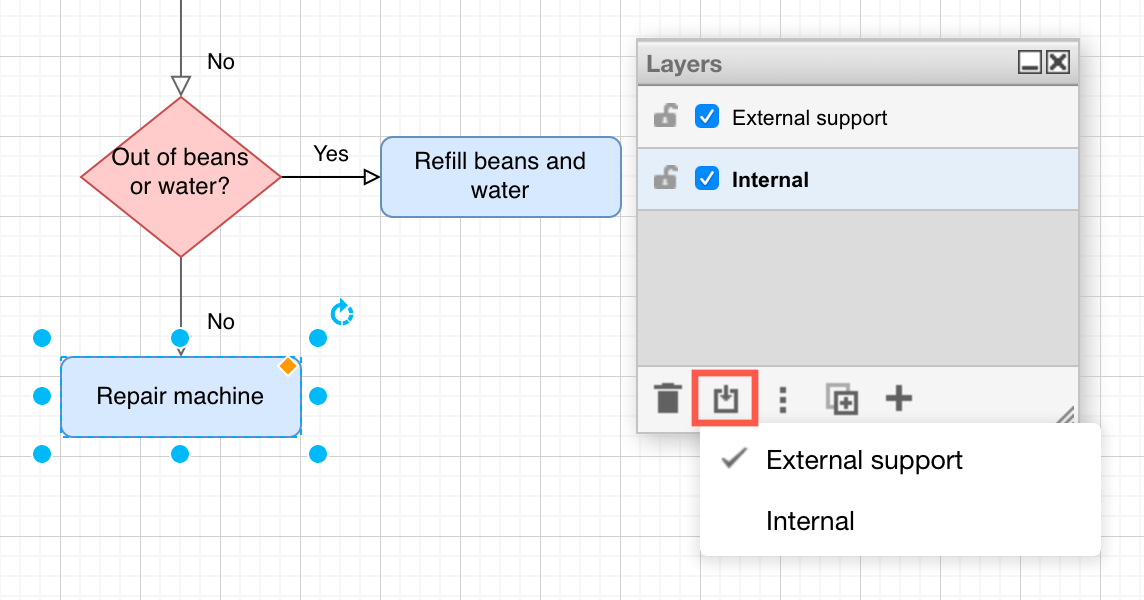 No
Out of beans
or water?
Yes
Refill beans and
water
No
Repair machine
Layers
External support
Internal
External support
Internal